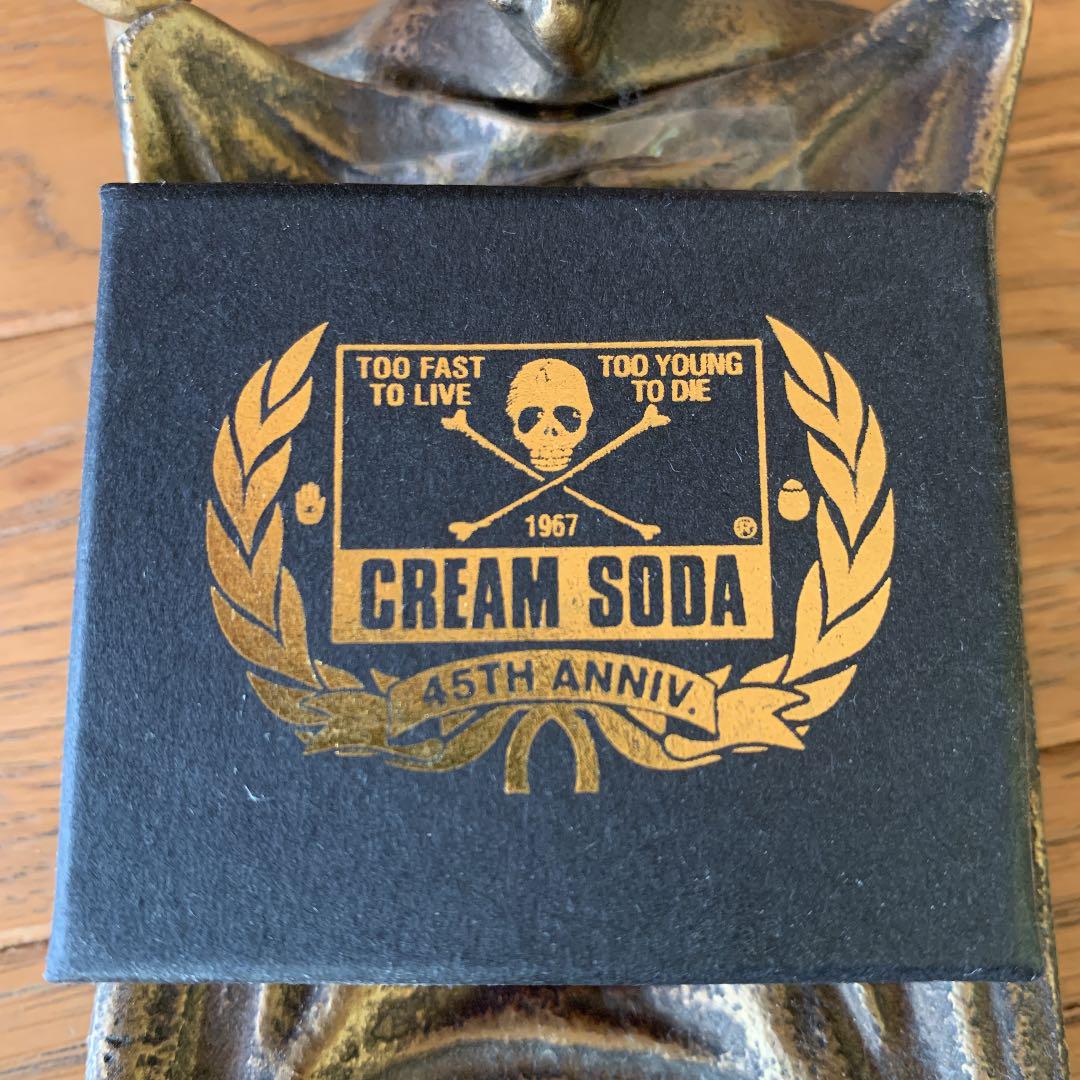 TOO FAST
TO LIVE
TOO YOUNG
TO DIE
1967
®
CREAM SODA
45TH ANNIV.